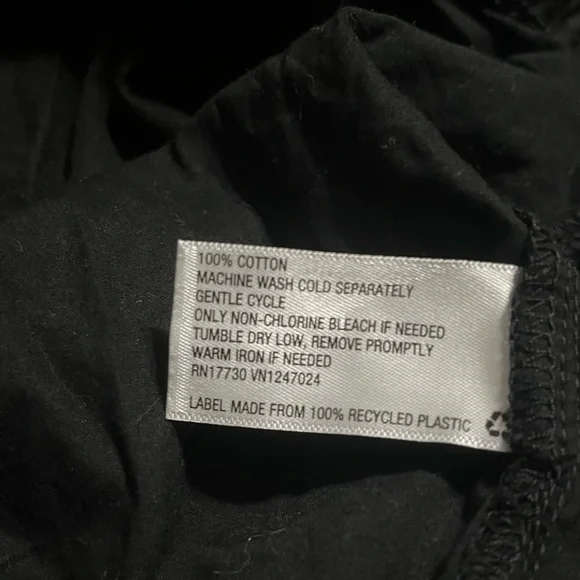 100% COTTON
MACHINE WASH COLD SEPARATELY
GENTLE CYCLE
ONLY NON-CHLORINE BLEACH IF NEEDED
TUMBLE DRY LOW, REMOVE PROMPTLY
WARM IRON IF NEEDED
RN17730 VN1247024
LABEL MADE FROM 100% RECYCLED PLASTIC